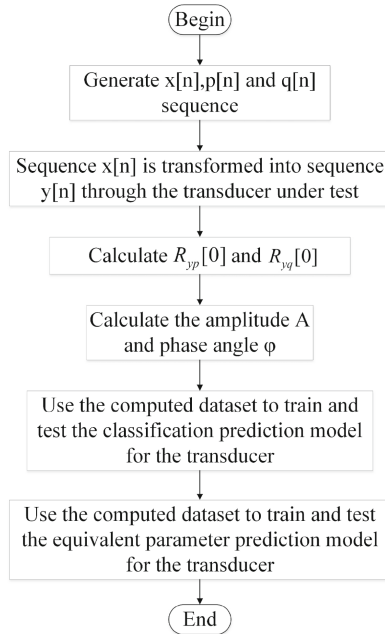 Begin
Generate x[n],p[n] and q[n]
sequence
Sequence x[n] is transformed into sequence
y[n] through the transducer under test
Calculate R_yp[0] and R_yq[0]
Calculate the amplitude A
and phase angle φ
Use the computed dataset to train and
test the classification prediction model
for the transducer
Use the computed dataset to train and test
the equivalent parameter prediction model
for the transducer
End